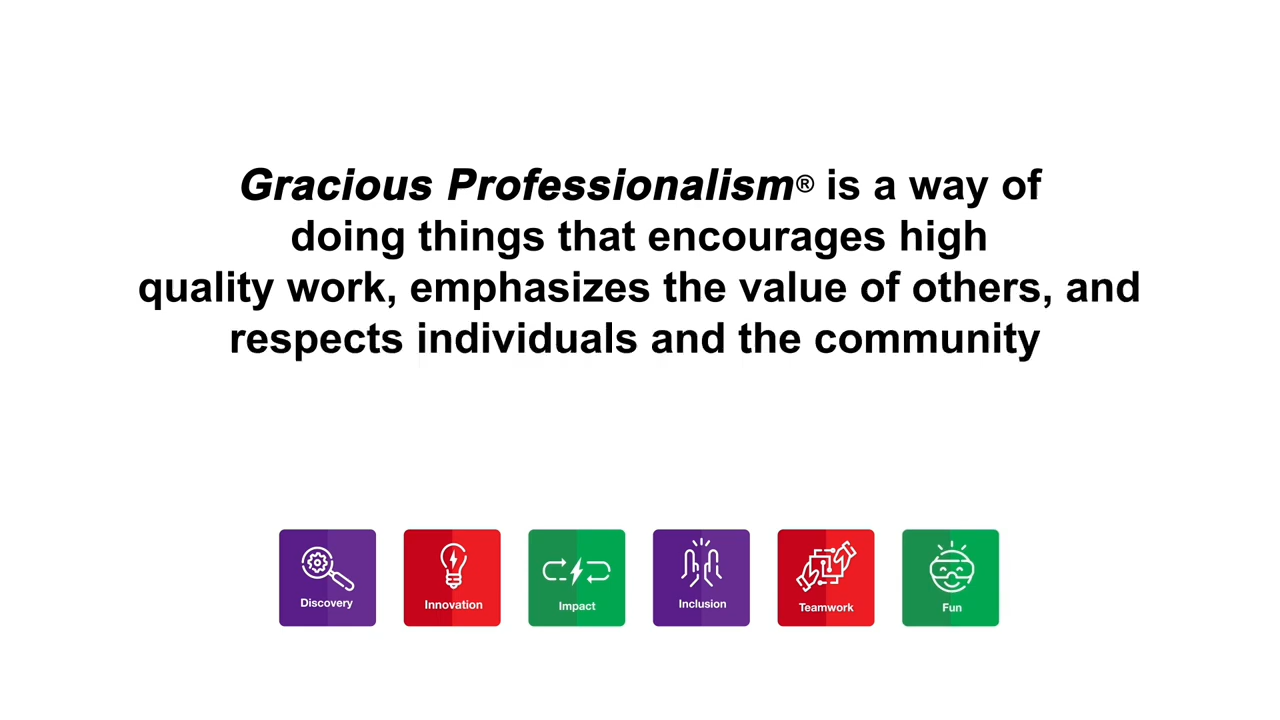 Gracious Professionalism® is a way of
doing things that encourages high
quality work, emphasizes the value of others, and
respects individuals and the community
Discovery
Innovation
Impact
Inclusion
Teamwork
Fun